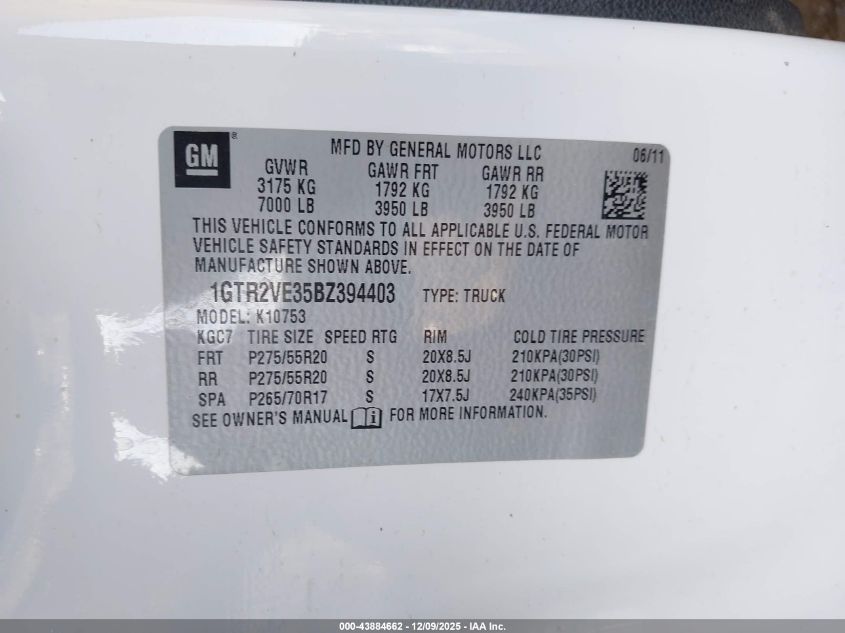 GM ® MFD BY GENERAL MOTORS LLC 06/11
GVWR GAWR FRT GAWR RR
3175 KG 1792 KG 1792 KG
7000 LB 3950 LB 3950 LB
THIS VEHICLE CONFORMS TO ALL APPLICABLE U.S. FEDERAL MOTOR
VEHICLE SAFETY STANDARDS IN EFFECT ON THE DATE OF
MANUFACTURE SHOWN ABOVE.
1GTR2VE35BZ394403 TYPE: TRUCK
MODEL: K10753
KGC7 TIRE SIZE SPEED RTG RIM COLD TIRE PRESSURE
FRT P275/55R20 S 20X8.5J 210KPA(30PSI)
RR P275/55R20 S 20X8.5J 210KPA(30PSI)
SPA P265/70R17 S 17X7.5J 240KPA(35PSI)
SEE OWNER'S MANUAL i FOR MORE INFORMATION.
000-43884662 - 12/09/2025 - IAA Inc.